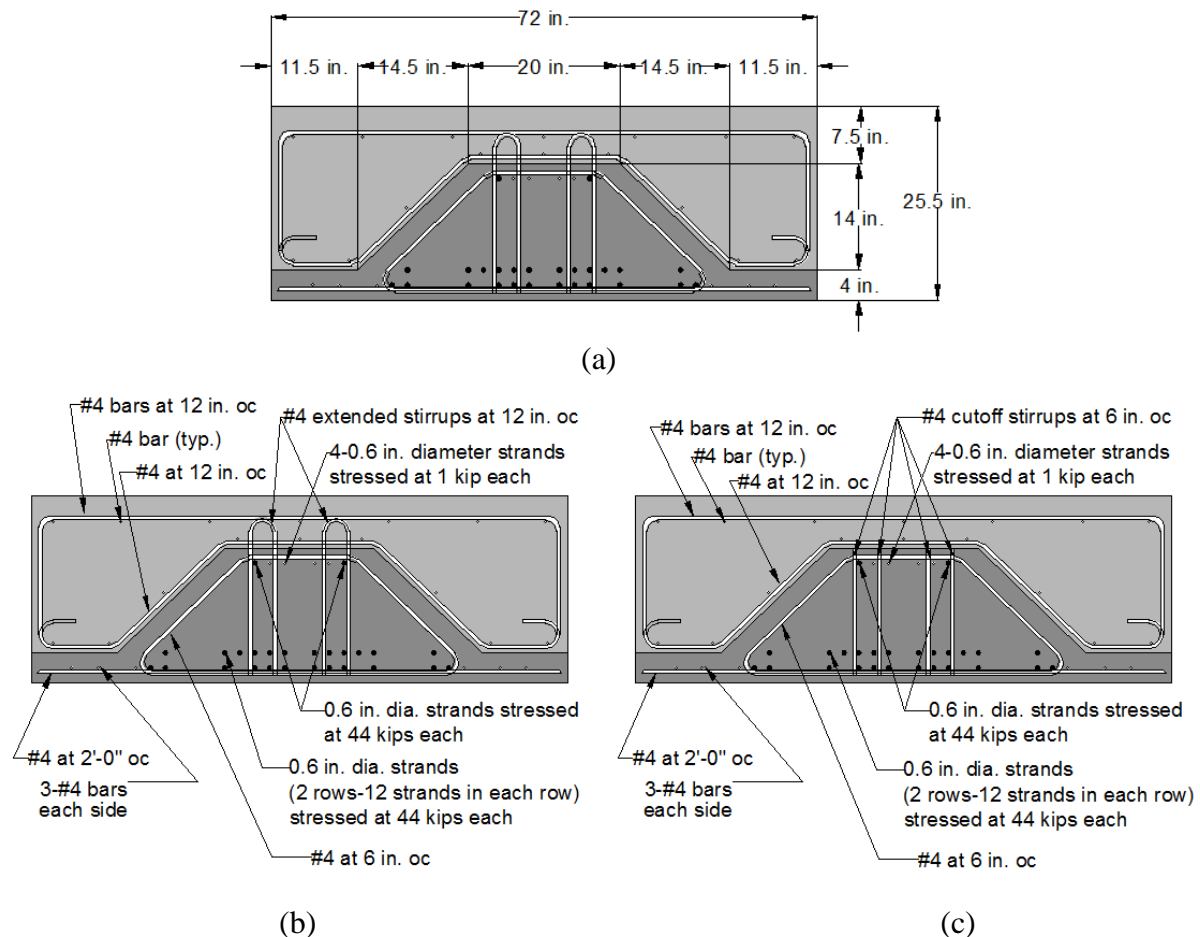 72 in.
11.5 in.
14.5 in.
20 in.
14.5 in.
11.5 in.
7.5 in.
14 in.
25.5 in.
4 in.
(a)
#4 bars at 12 in. oc
#4 bar (typ.)
#4 at 12 in. oc
#4 extended stirrups at 12 in. oc
4-0.6 in. diameter strands
stressed at 1 kip each
0.6 in. dia. strands stressed
at 44 kips each
#4 at 2'-0" oc
3-#4 bars
each side
0.6 in. dia. strands
(2 rows-12 strands in each row)
stressed at 44 kips each
#4 at 6 in. oc
(b)
#4 bars at 12 in. oc
#4 bar (typ.)
#4 at 12 in. oc
#4 cutoff stirrups at 6 in. oc
4-0.6 in. diameter strands
stressed at 1 kip each
0.6 in. dia. strands stressed
at 44 kips each
#4 at 2'-0" oc
3-#4 bars
each side
0.6 in. dia. strands
(2 rows-12 strands in each row)
stressed at 44 kips each
#4 at 6 in. oc
(c)